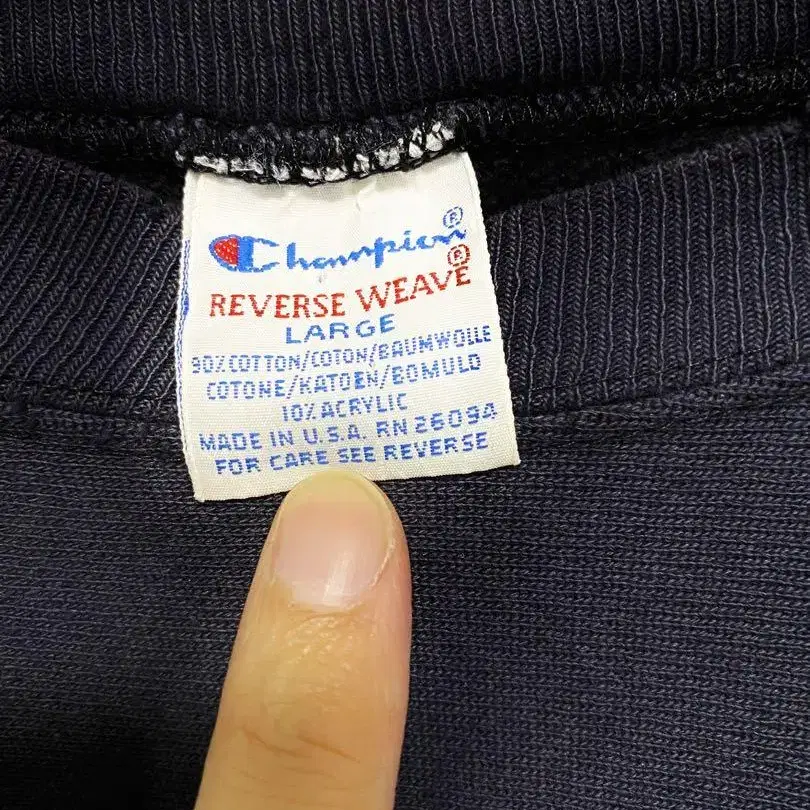 Champion®
REVERSE WEAVE®
LARGE
90% COTTON/COTON/BAUMWOLLE
COTONE/KATOEN/BOMULD
10% ACRYLIC
MADE IN U.S.A. RN 26094
FOR CARE SEE REVERSE